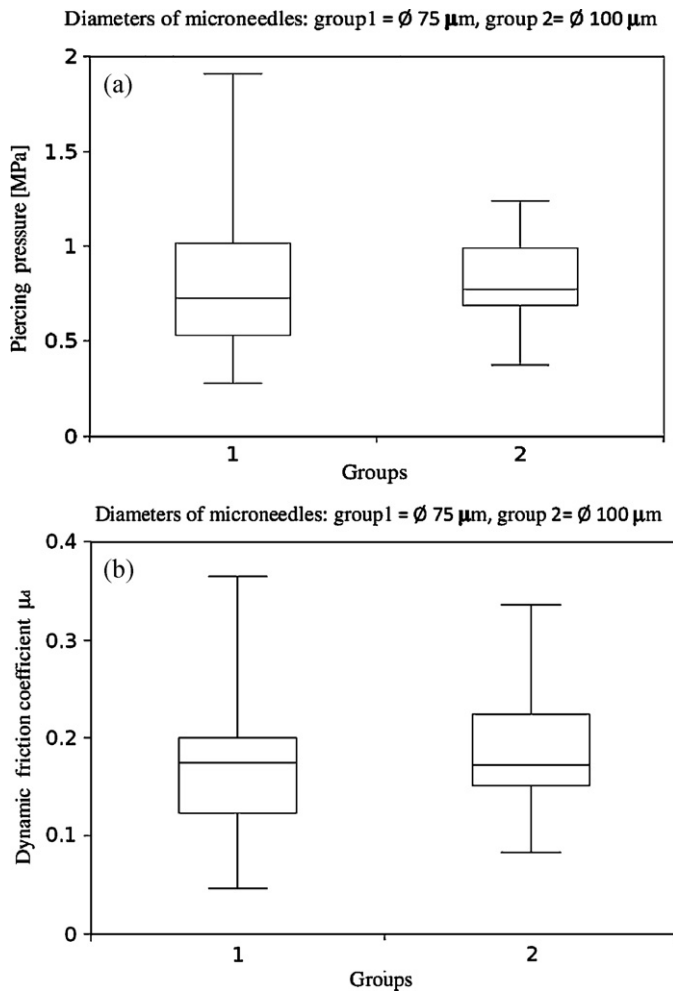 Diameters of microneedles: group1 = Ø 75 μm, group 2= Ø 100 μm
2
(a)
1.5
Piercing pressure [MPa]
1
0.5
0
1 2
Groups
Diameters of microneedles: group1 = Ø 75 μm, group 2= Ø 100 μm
0.4
(b)
0.3
Dynamic friction coefficient μd
0.2
0.1
0
1 2
Groups